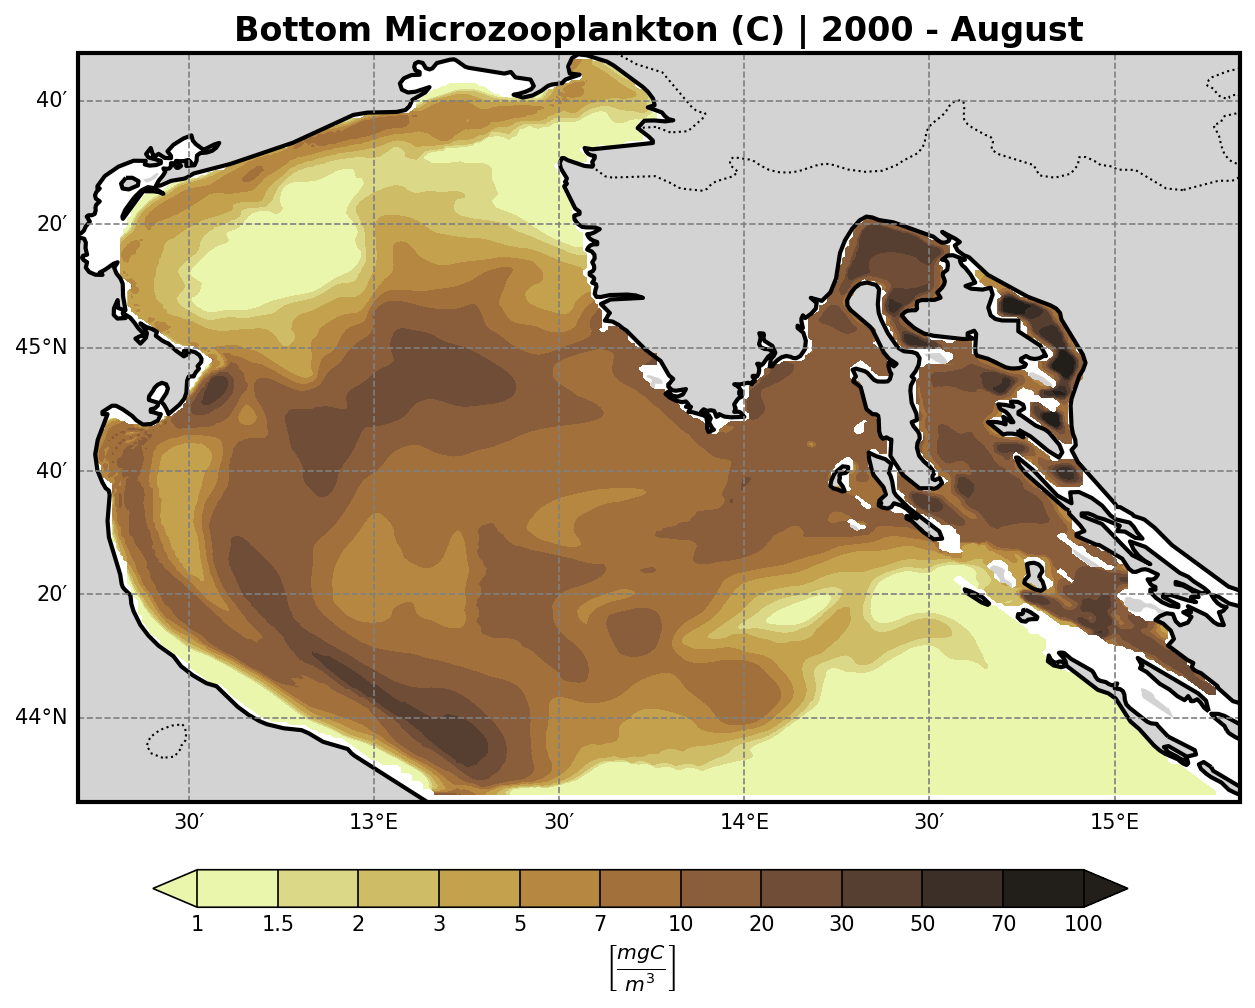 Bottom Microzooplankton (C) | 2000 - August
40′
20′
45°N
40′
20′
44°N
30′ 13°E 30′ 14°E 30′ 15°E
1 1.5 2 3 5 7 10 20 30 50 70 100
[mgC
m³]